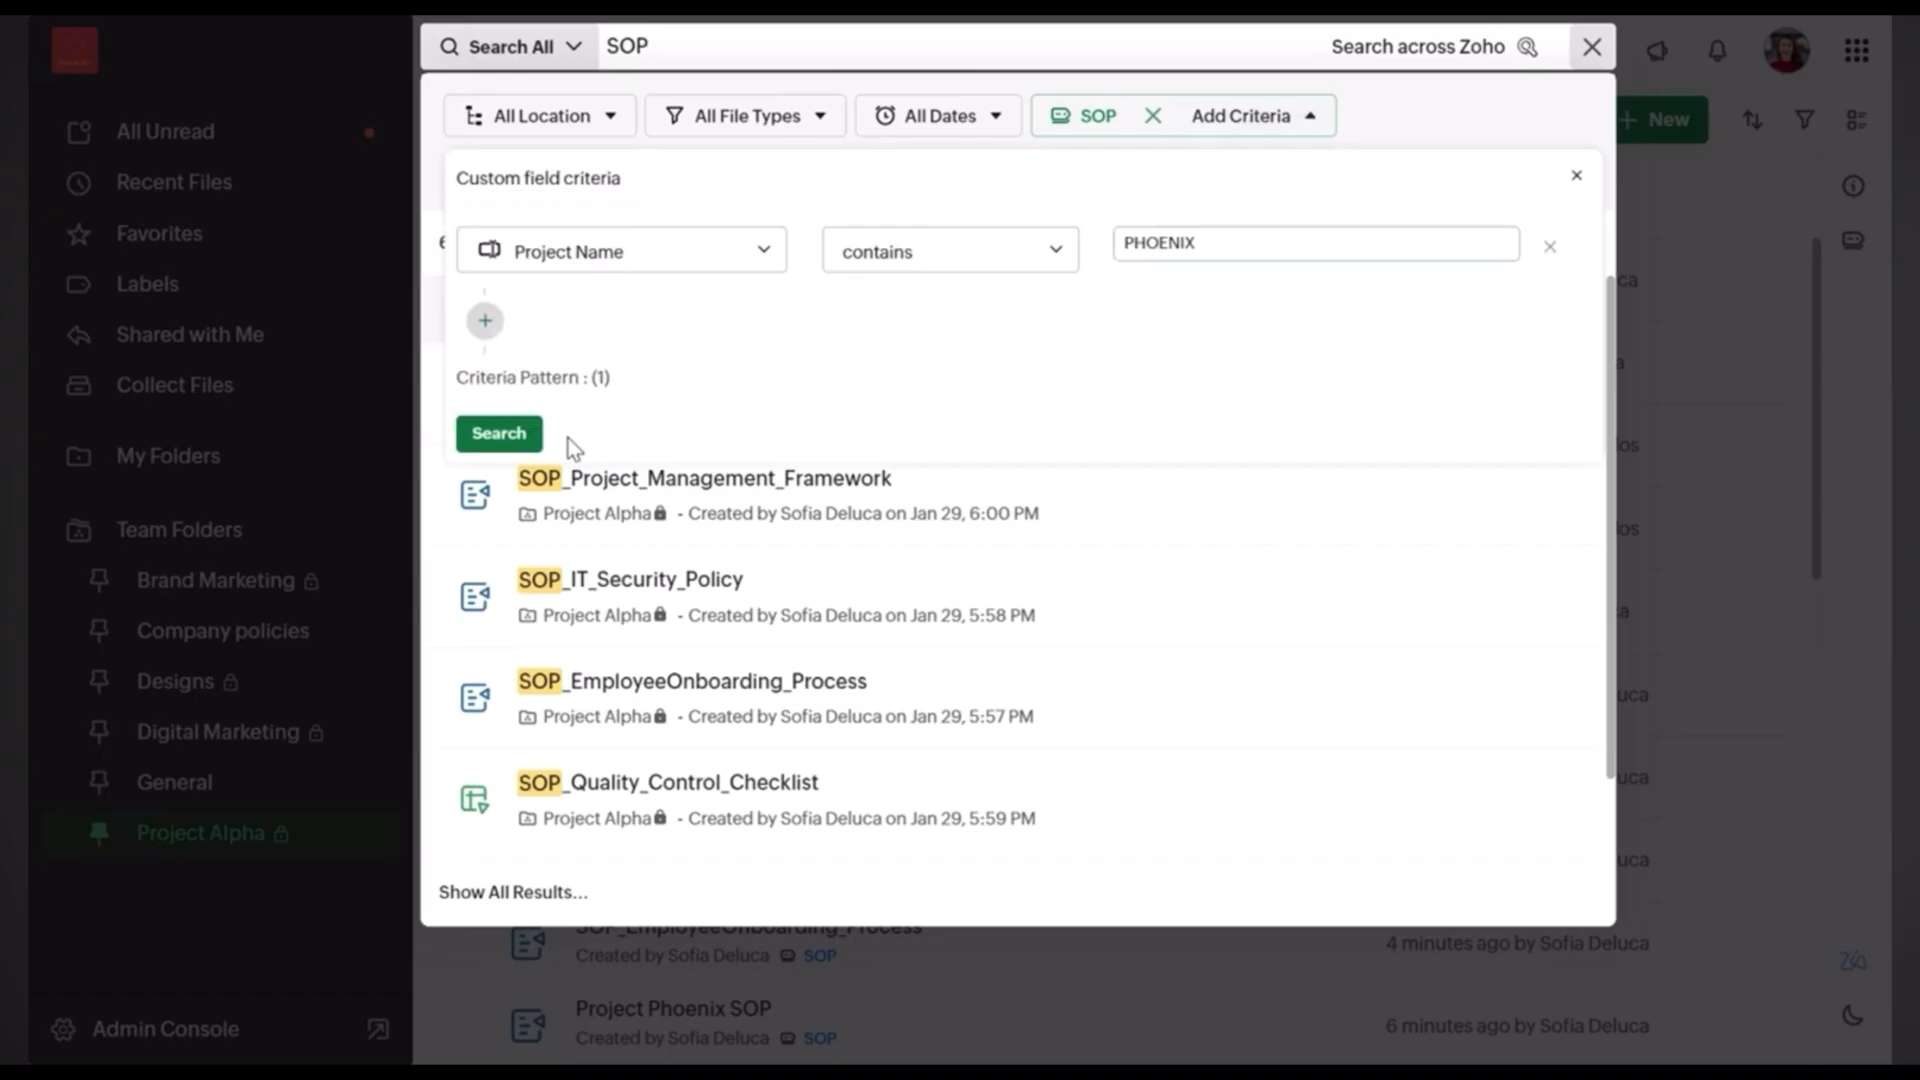 Search All
SOP
Search across Zoho
All Location
All File Types
All Dates
SOP
Add Criteria
Custom field criteria
Project Name
contains
PHOENIX
Criteria Pattern : (1)
Search
SOP_Project_Management_Framework
Project Alpha - Created by Sofia Deluca on Jan 29, 6:00 PM
SOP_IT_Security_Policy
Project Alpha - Created by Sofia Deluca on Jan 29, 5:58 PM
SOP_EmployeeOnboarding_Process
Project Alpha - Created by Sofia Deluca on Jan 29, 5:57 PM
SOP_Quality_Control_Checklist
Project Alpha - Created by Sofia Deluca on Jan 29, 5:59 PM
Show All Results...
All Unread
Recent Files
Favorites
Labels
Shared with Me
Collect Files
My Folders
Team Folders
Brand Marketing
Company policies
Designs
Digital Marketing
General
Project Alpha
Admin Console
New
SOP_EmployeeOnboarding_Process
Created by Sofia Deluca SOP
4 minutes ago by Sofia Deluca
Project Phoenix SOP
Created by Sofia Deluca SOP
6 minutes ago by Sofia Deluca